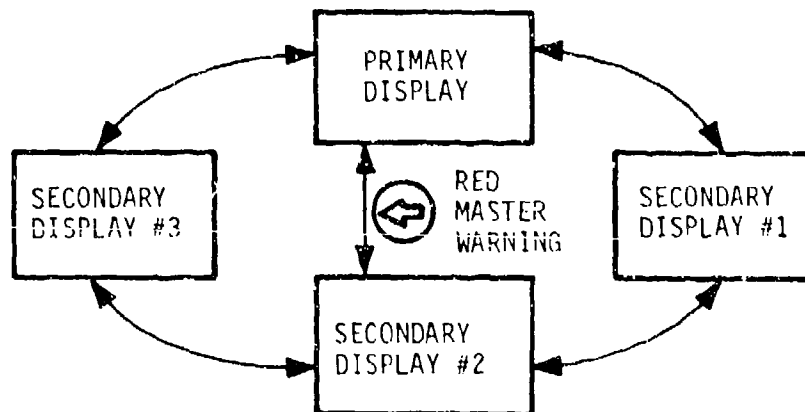 PRIMARY
DISPLAY
SECONDARY
DISPLAY #3
RED
MASTER
WARNING
SECONDARY
DISPLAY #1
SECONDARY
DISPLAY #2